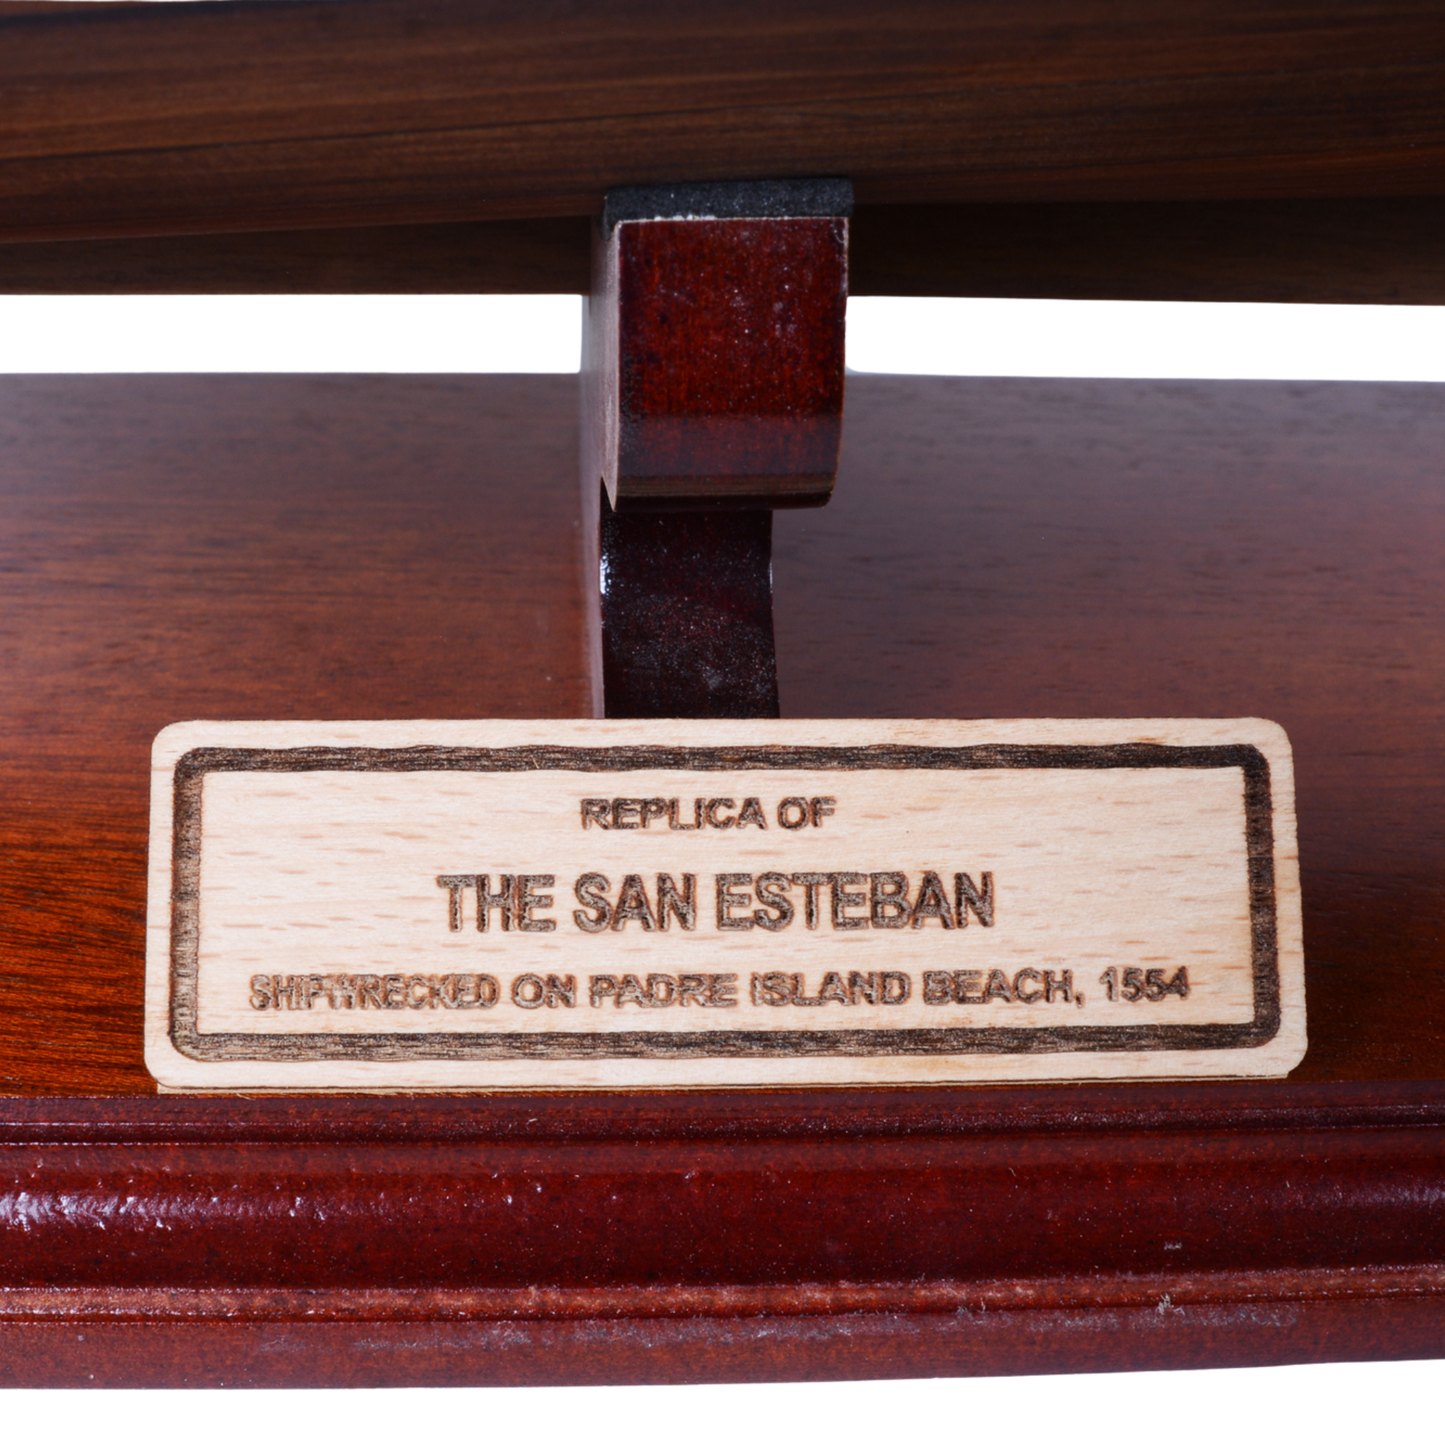 REPLICA OF
THE SAN ESTEBAN
SHIPWRECKED ON PADRE ISLAND BEACH, 1554